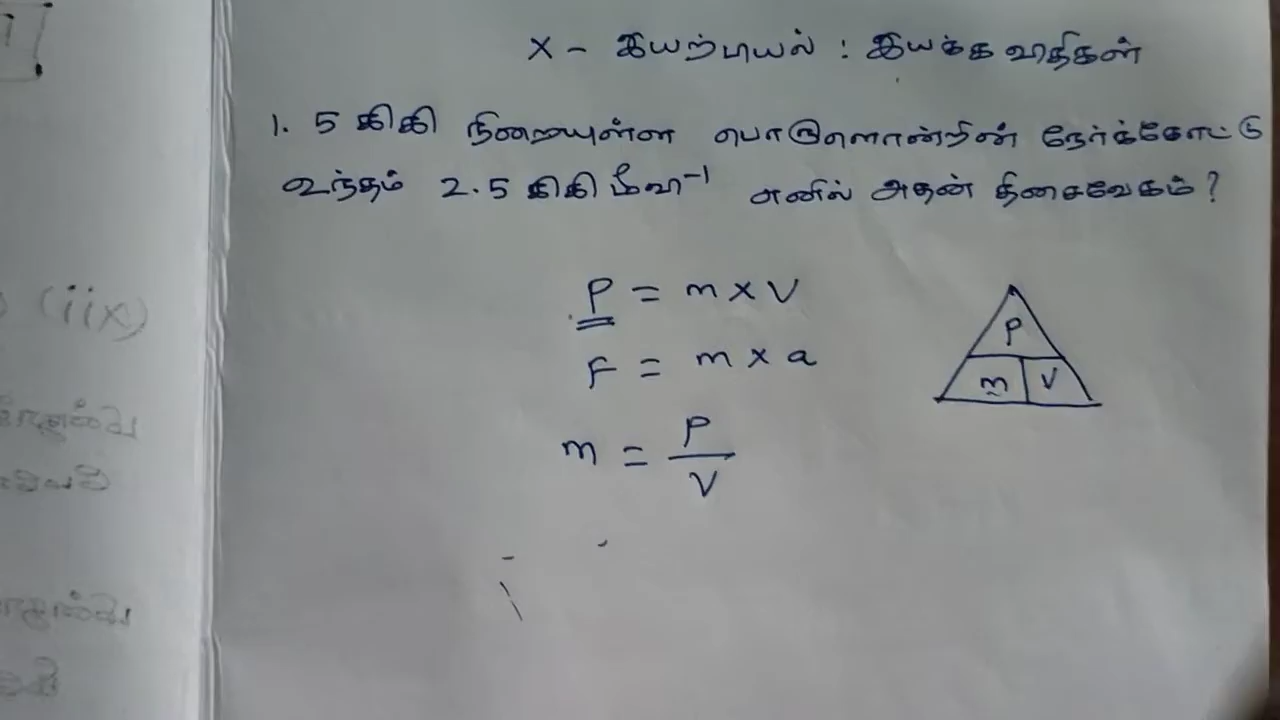 X - இயற்பியல் : இயக்க விதிகள்
1. 5 கிகி நிறையுள்ள பொருளொன்றின் நேர்க்கோட்டு
உந்தம் 2.5 கிகி மீவி⁻¹ எனில் அதன் திசைவேகம் ?
P = m x V
F = m x a
m = P / V
P
m V
(iix)